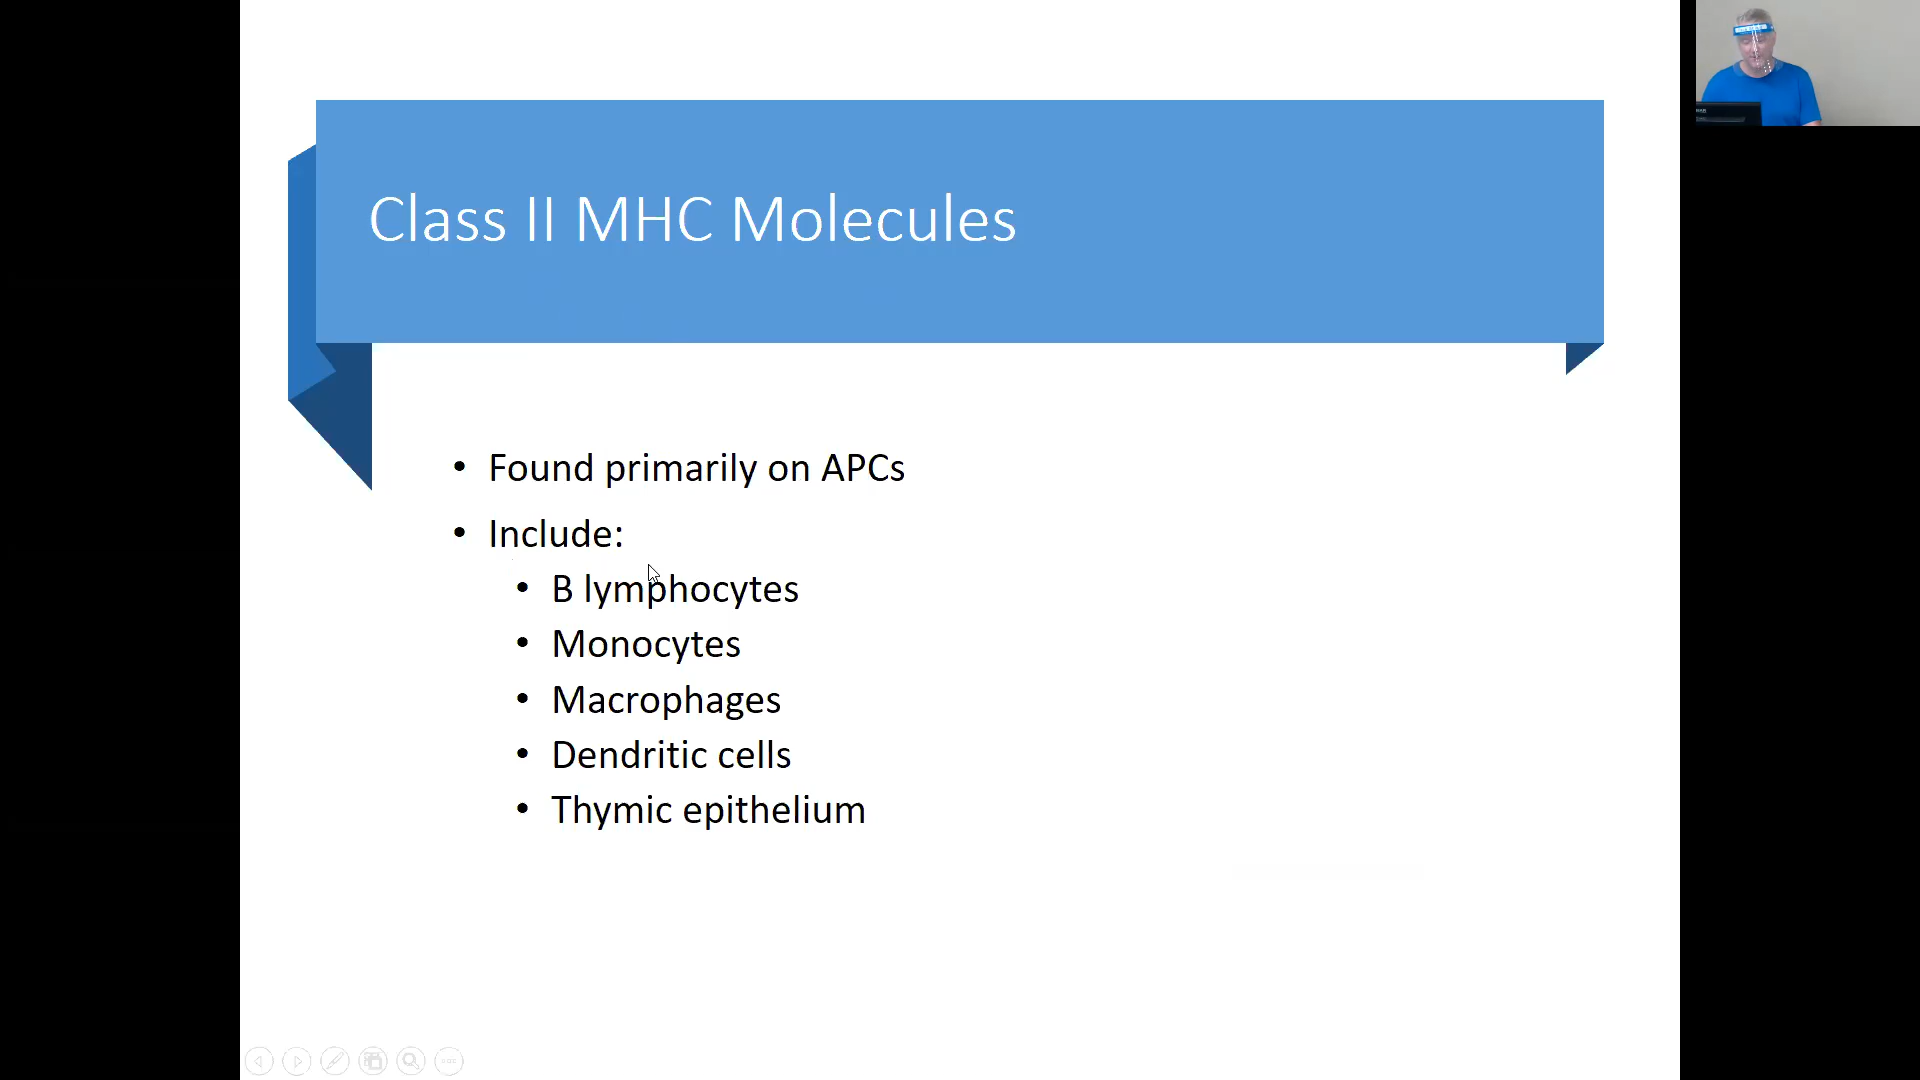 Class II MHC Molecules
• Found primarily on APCs
• Include:
• B lymphocytes
• Monocytes
• Macrophages
• Dendritic cells
• Thymic epithelium